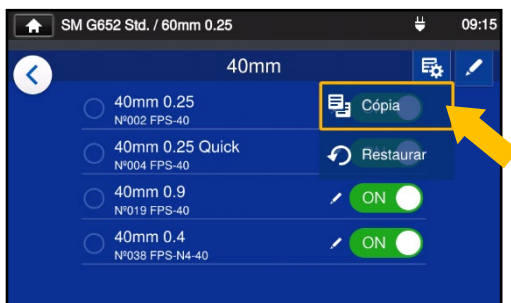 SM G652 Std. / 60mm 0.25 09:15
40mm
40mm 0.25
Nº002 FPS-40
Cópia
40mm 0.25 Quick
Nº004 FPS-40
Restaurar
40mm 0.9
Nº019 FPS-40
ON
40mm 0.4
Nº038 FPS-N4-40
ON